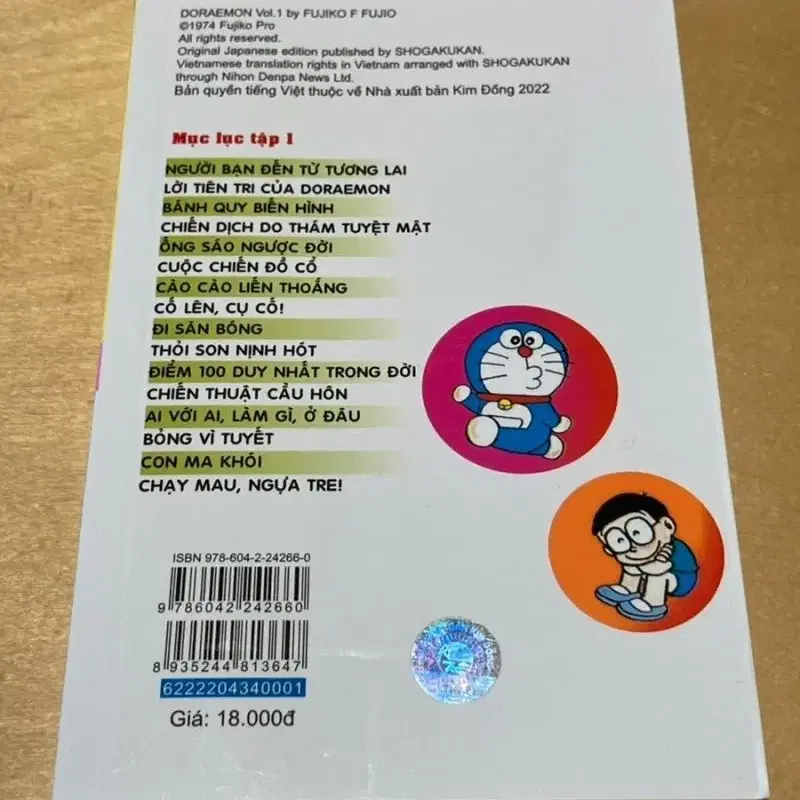 DORAEMON Vol.1 by FUJIKO F FUJIO
©1974 Fujiko Pro
All rights reserved.
Original Japanese edition published by SHOGAKUKAN.
Vietnamese translation rights in Vietnam arranged with SHOGAKUKAN
through Nihon Denpa News Ltd.
Bản quyền tiếng Việt thuộc về Nhà xuất bản Kim Đồng 2022
Mục lục tập 1
NGƯỜI BẠN ĐẾN TỪ TƯƠNG LAI
LỜI TIÊN TRI CỦA DORAEMON
BÁNH QUY BIẾN HÌNH
CHIẾN DỊCH DO THÁM TUYỆT MẬT
ỐNG SÁO NGƯỢC ĐỜI
CUỘC CHIẾN ĐỒ CỔ
CÀO CÀO LIẾN THOẮNG
CỐ LÊN, CỤ CỐ!
ĐI SĂN BÓNG
THỎI SON NỊNH HÓT
ĐIỂM 100 DUY NHẤT TRONG ĐỜI
CHIẾN THUẬT CẦU HÔN
AI VỚI AI, LÀM GÌ, Ở ĐÂU
BỎNG VÌ TUYẾT
CON MA KHÓI
CHẠY MAU, NGỰA TRE!
ISBN 978-604-2-24266-0
9 786042 242660
8 935244 813647
6222204340001
Giá: 18.000đ